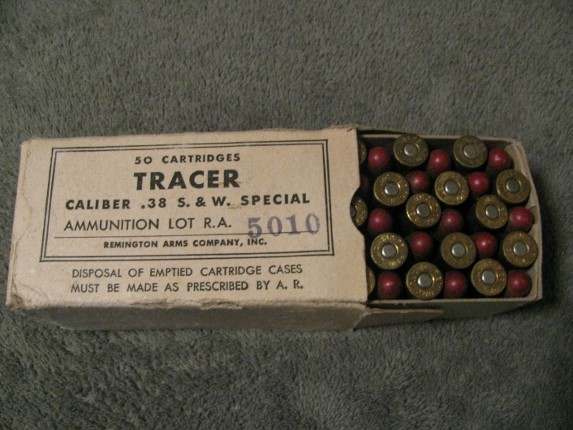 50 CARTRIDGES
TRACER
CALIBER .38 S. & W. SPECIAL
AMMUNITION LOT R.A. 5010
REMINGTON ARMS COMPANY, INC.
DISPOSAL OF EMPTIED CARTRIDGE CASES
MUST BE MADE AS PRESCRIBED BY A. R.